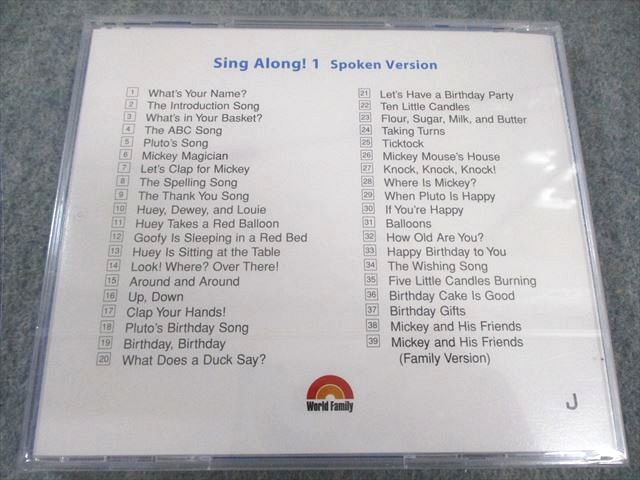 Sing Along! 1 Spoken Version
1 What's Your Name?
2 The Introduction Song
3 What's in Your Basket?
4 The ABC Song
5 Pluto's Song
6 Mickey Magician
7 Let's Clap for Mickey
8 The Spelling Song
9 The Thank You Song
10 Huey, Dewey, and Louie
11 Huey Takes a Red Balloon
12 Goofy Is Sleeping in a Red Bed
13 Huey Is Sitting at the Table
14 Look! Where? Over There!
15 Around and Around
16 Up, Down
17 Clap Your Hands!
18 Pluto's Birthday Song
19 Birthday, Birthday
20 What Does a Duck Say?
21 Let's Have a Birthday Party
22 Ten Little Candles
23 Flour, Sugar, Milk, and Butter
24 Taking Turns
25 Ticktock
26 Mickey Mouse's House
27 Knock, Knock, Knock!
28 Where Is Mickey?
29 When Pluto Is Happy
30 If You're Happy
31 Balloons
32 How Old Are You?
33 Happy Birthday to You
34 The Wishing Song
35 Five Little Candles Burning
36 Birthday Cake Is Good
37 Birthday Gifts
38 Mickey and His Friends
39 Mickey and His Friends
(Family Version)
World Family
J